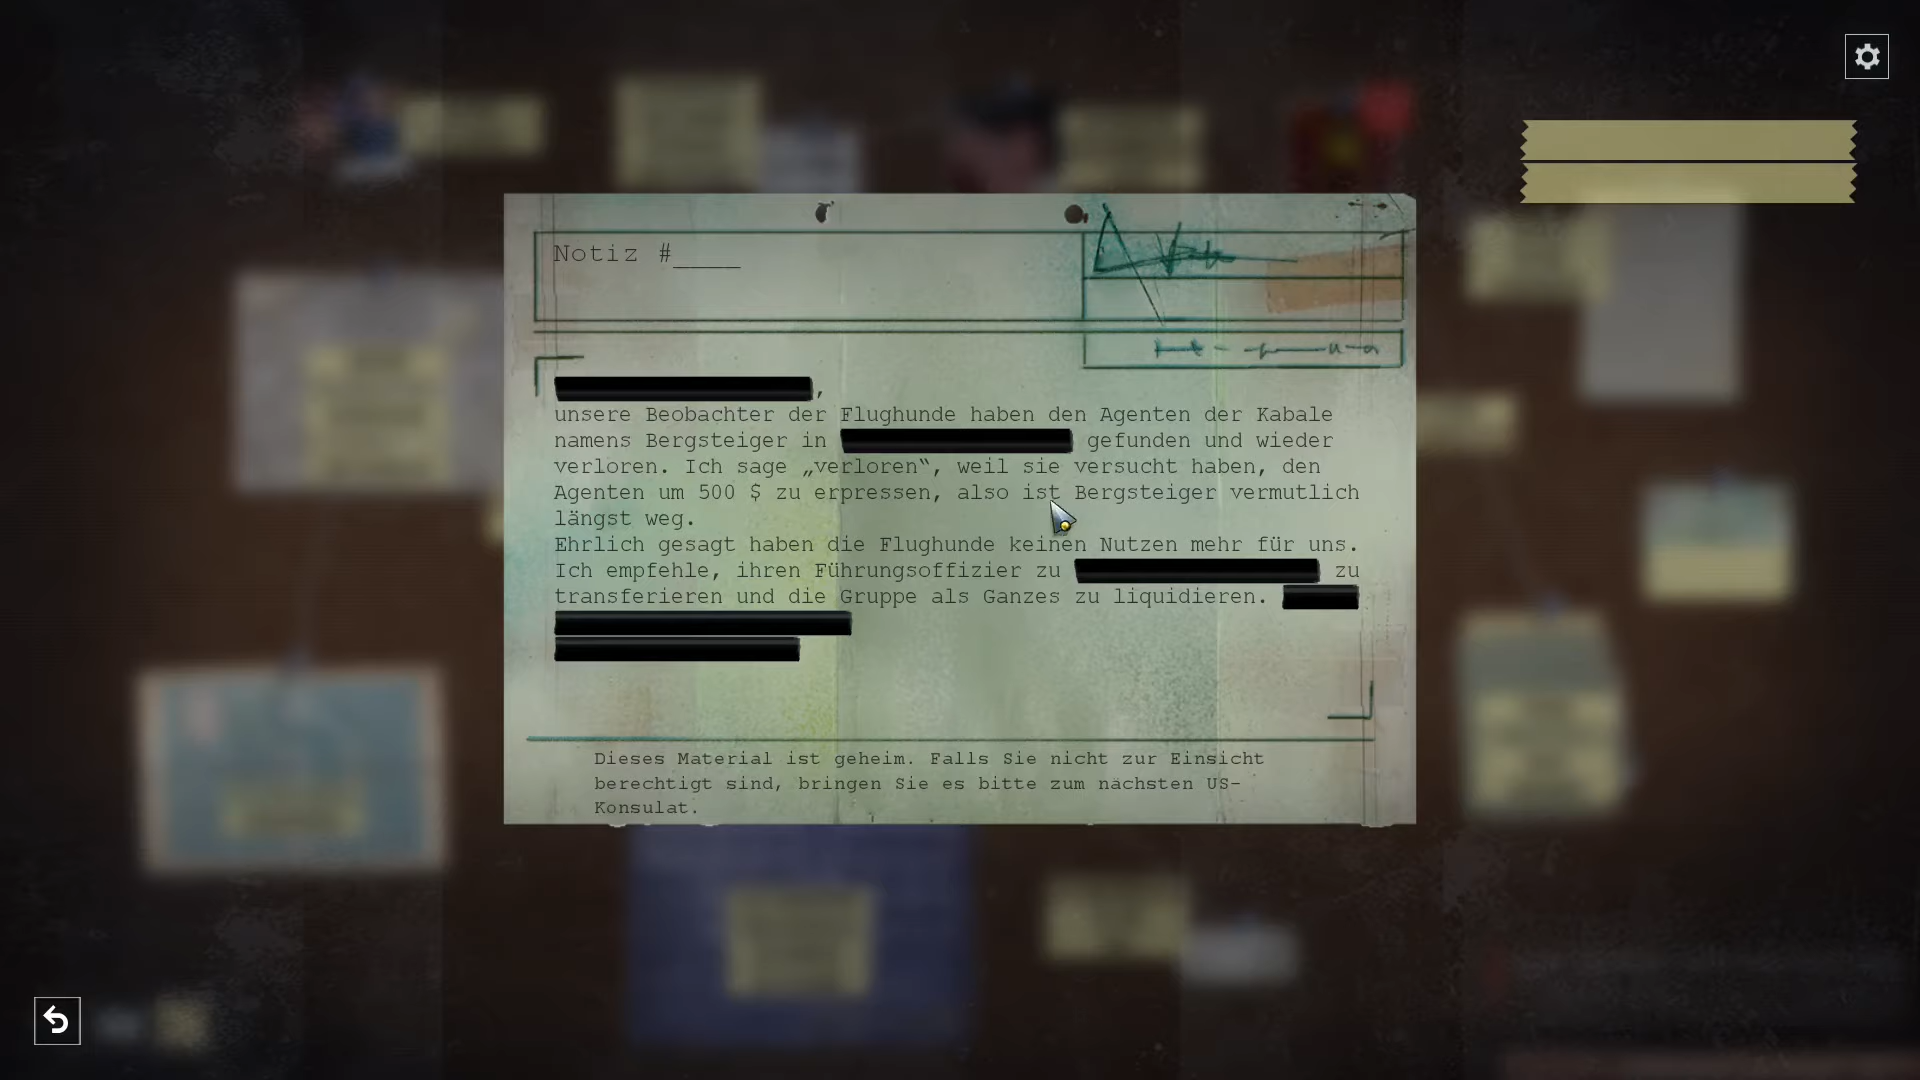 Notiz #____
,
unsere Beobachter der Flughunde haben den Agenten der Kabale
namens Bergsteiger in gefunden und wieder
verloren. Ich sage „verloren“, weil sie versucht haben, den
Agenten um 500 $ zu erpressen, also ist Bergsteiger vermutlich
längst weg.
Ehrlich gesagt haben die Flughunde keinen Nutzen mehr für uns.
Ich empfehle, ihren Führungsoffizier zu zu
transferieren und die Gruppe als Ganzes zu liquidieren.
Dieses Material ist geheim. Falls Sie nicht zur Einsicht
berechtigt sind, bringen Sie es bitte zum nächsten US-
Konsulat.